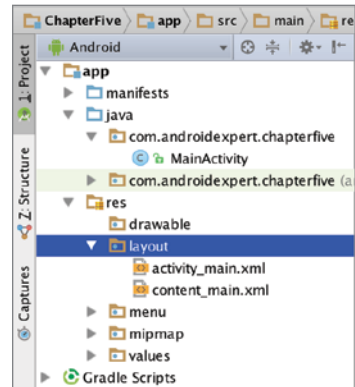 ChapterFive app src main re
Android
1: Project
app
manifests
java
com.androidexpert.chapterfive
MainActivity
com.androidexpert.chapterfive (a
res
drawable
layout
activity_main.xml
content_main.xml
menu
mipmap
values
Gradle Scripts
Z: Structure
Captures